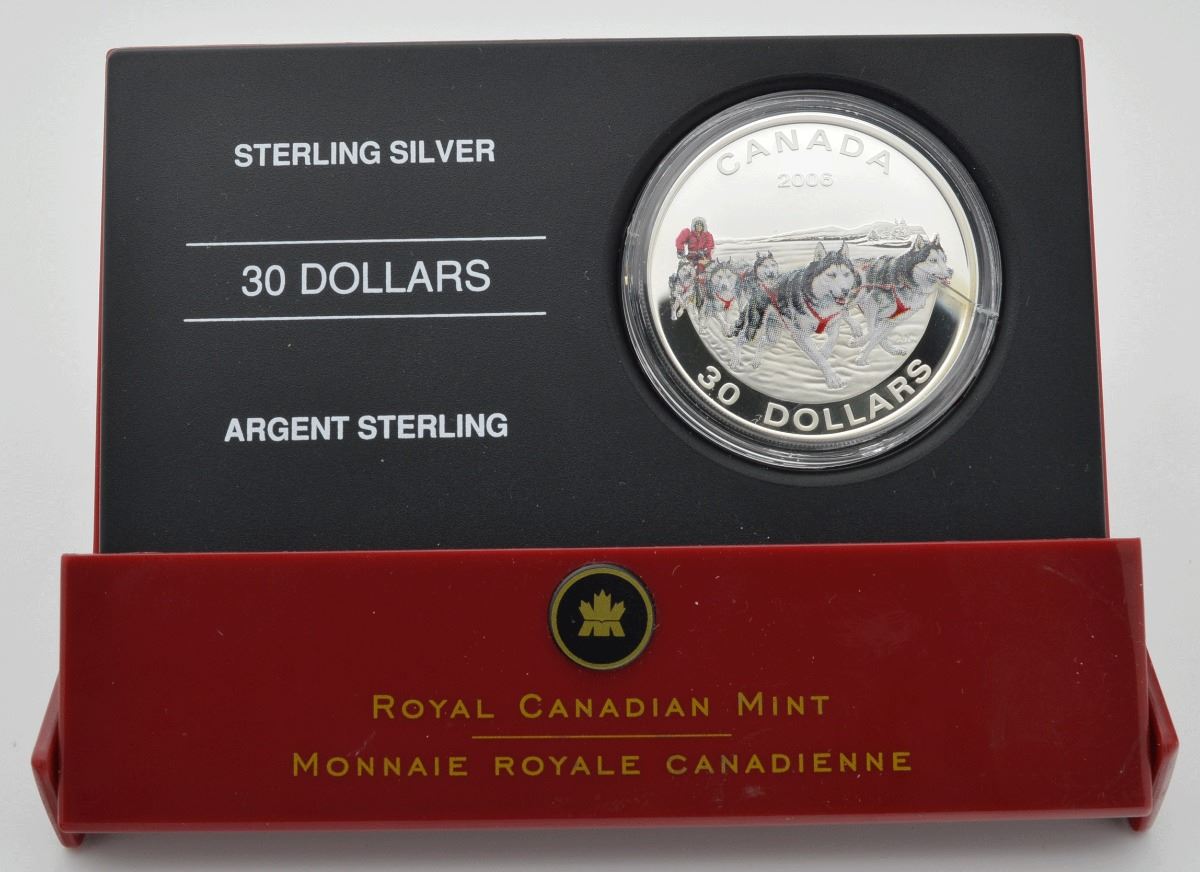 STERLING SILVER
30 DOLLARS
ARGENT STERLING
CANADA
2006
30 DOLLARS
ROYAL CANADIAN MINT
MONNAIE ROYALE CANADIENNE